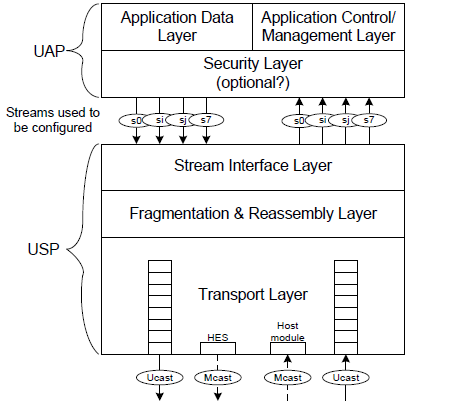 Application Data
Layer
Application Control/
Management Layer
UAP
Security Layer
(optional?)
Streams used to
be configured
s0 si sj s7
s0 si sj s7
Stream Interface Layer
Fragmentation & Reassembly Layer
USP
Transport Layer
HES
Host
module
Ucast Mcast Mcast Ucast